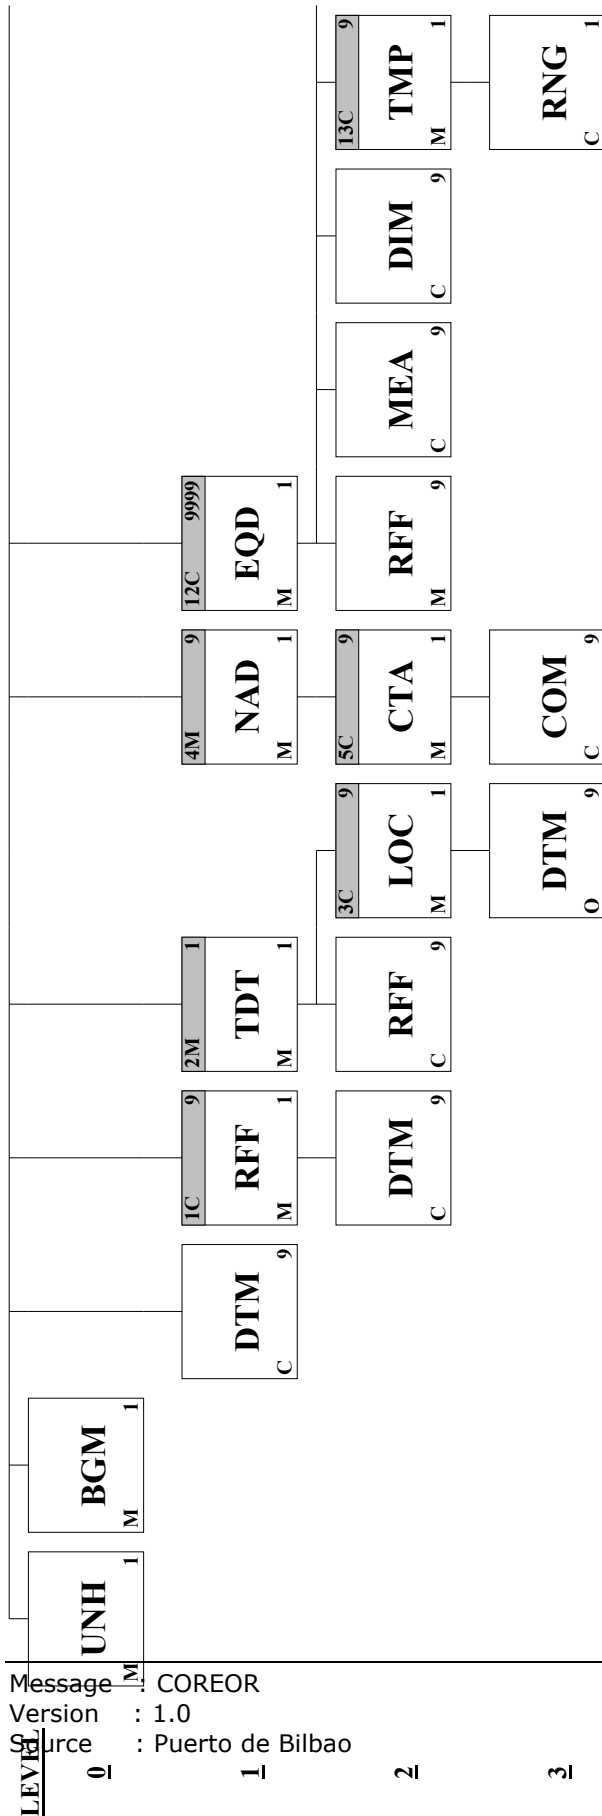 LEVEL
0
1
2
3
UNH
M 1
BGM
M 1
DTM
C 9
1C 9
RFF
M 1
DTM
C 9
2M 1
TDT
M 1
RFF
C 9
3C 9
LOC
M 1
DTM
O 9
4M 9
NAD
M 1
5C 9
CTA
M 1
COM
C 9
12C 9999
EQD
M 1
RFF
M 9
MEA
C 9
DIM
C 9
13C 9
TMP
M 1
RNG
C 1
Message : COREOR
Version : 1.0
Source : Puerto de Bilbao